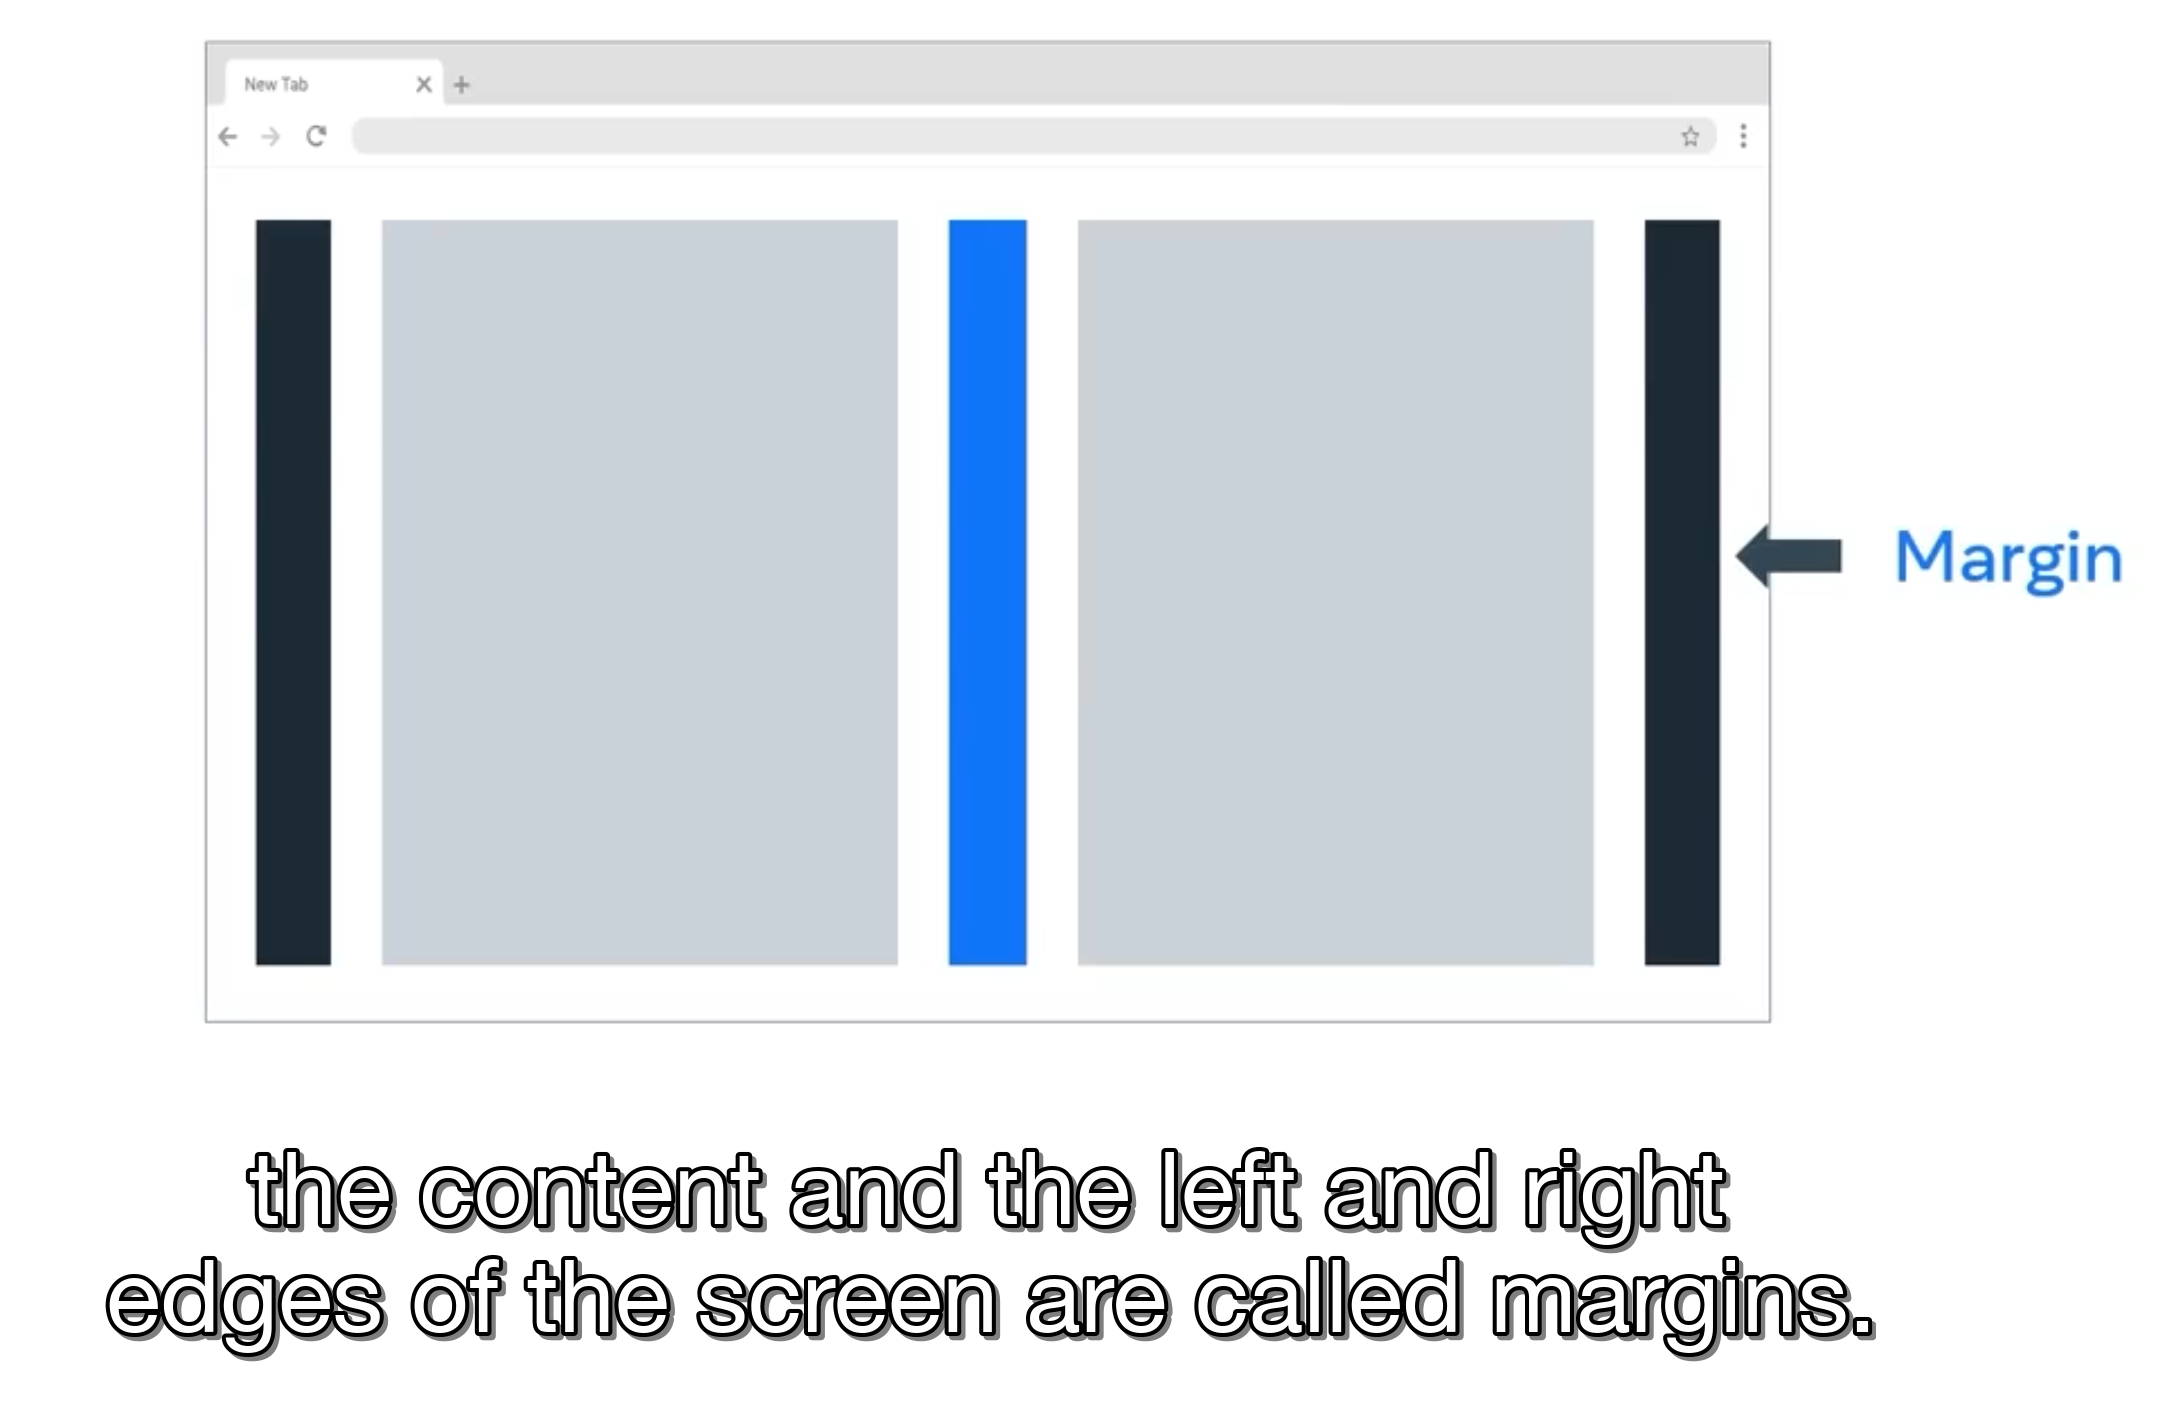 New Tab
Margin
the content and the left and right
edges of the screen are called margins.